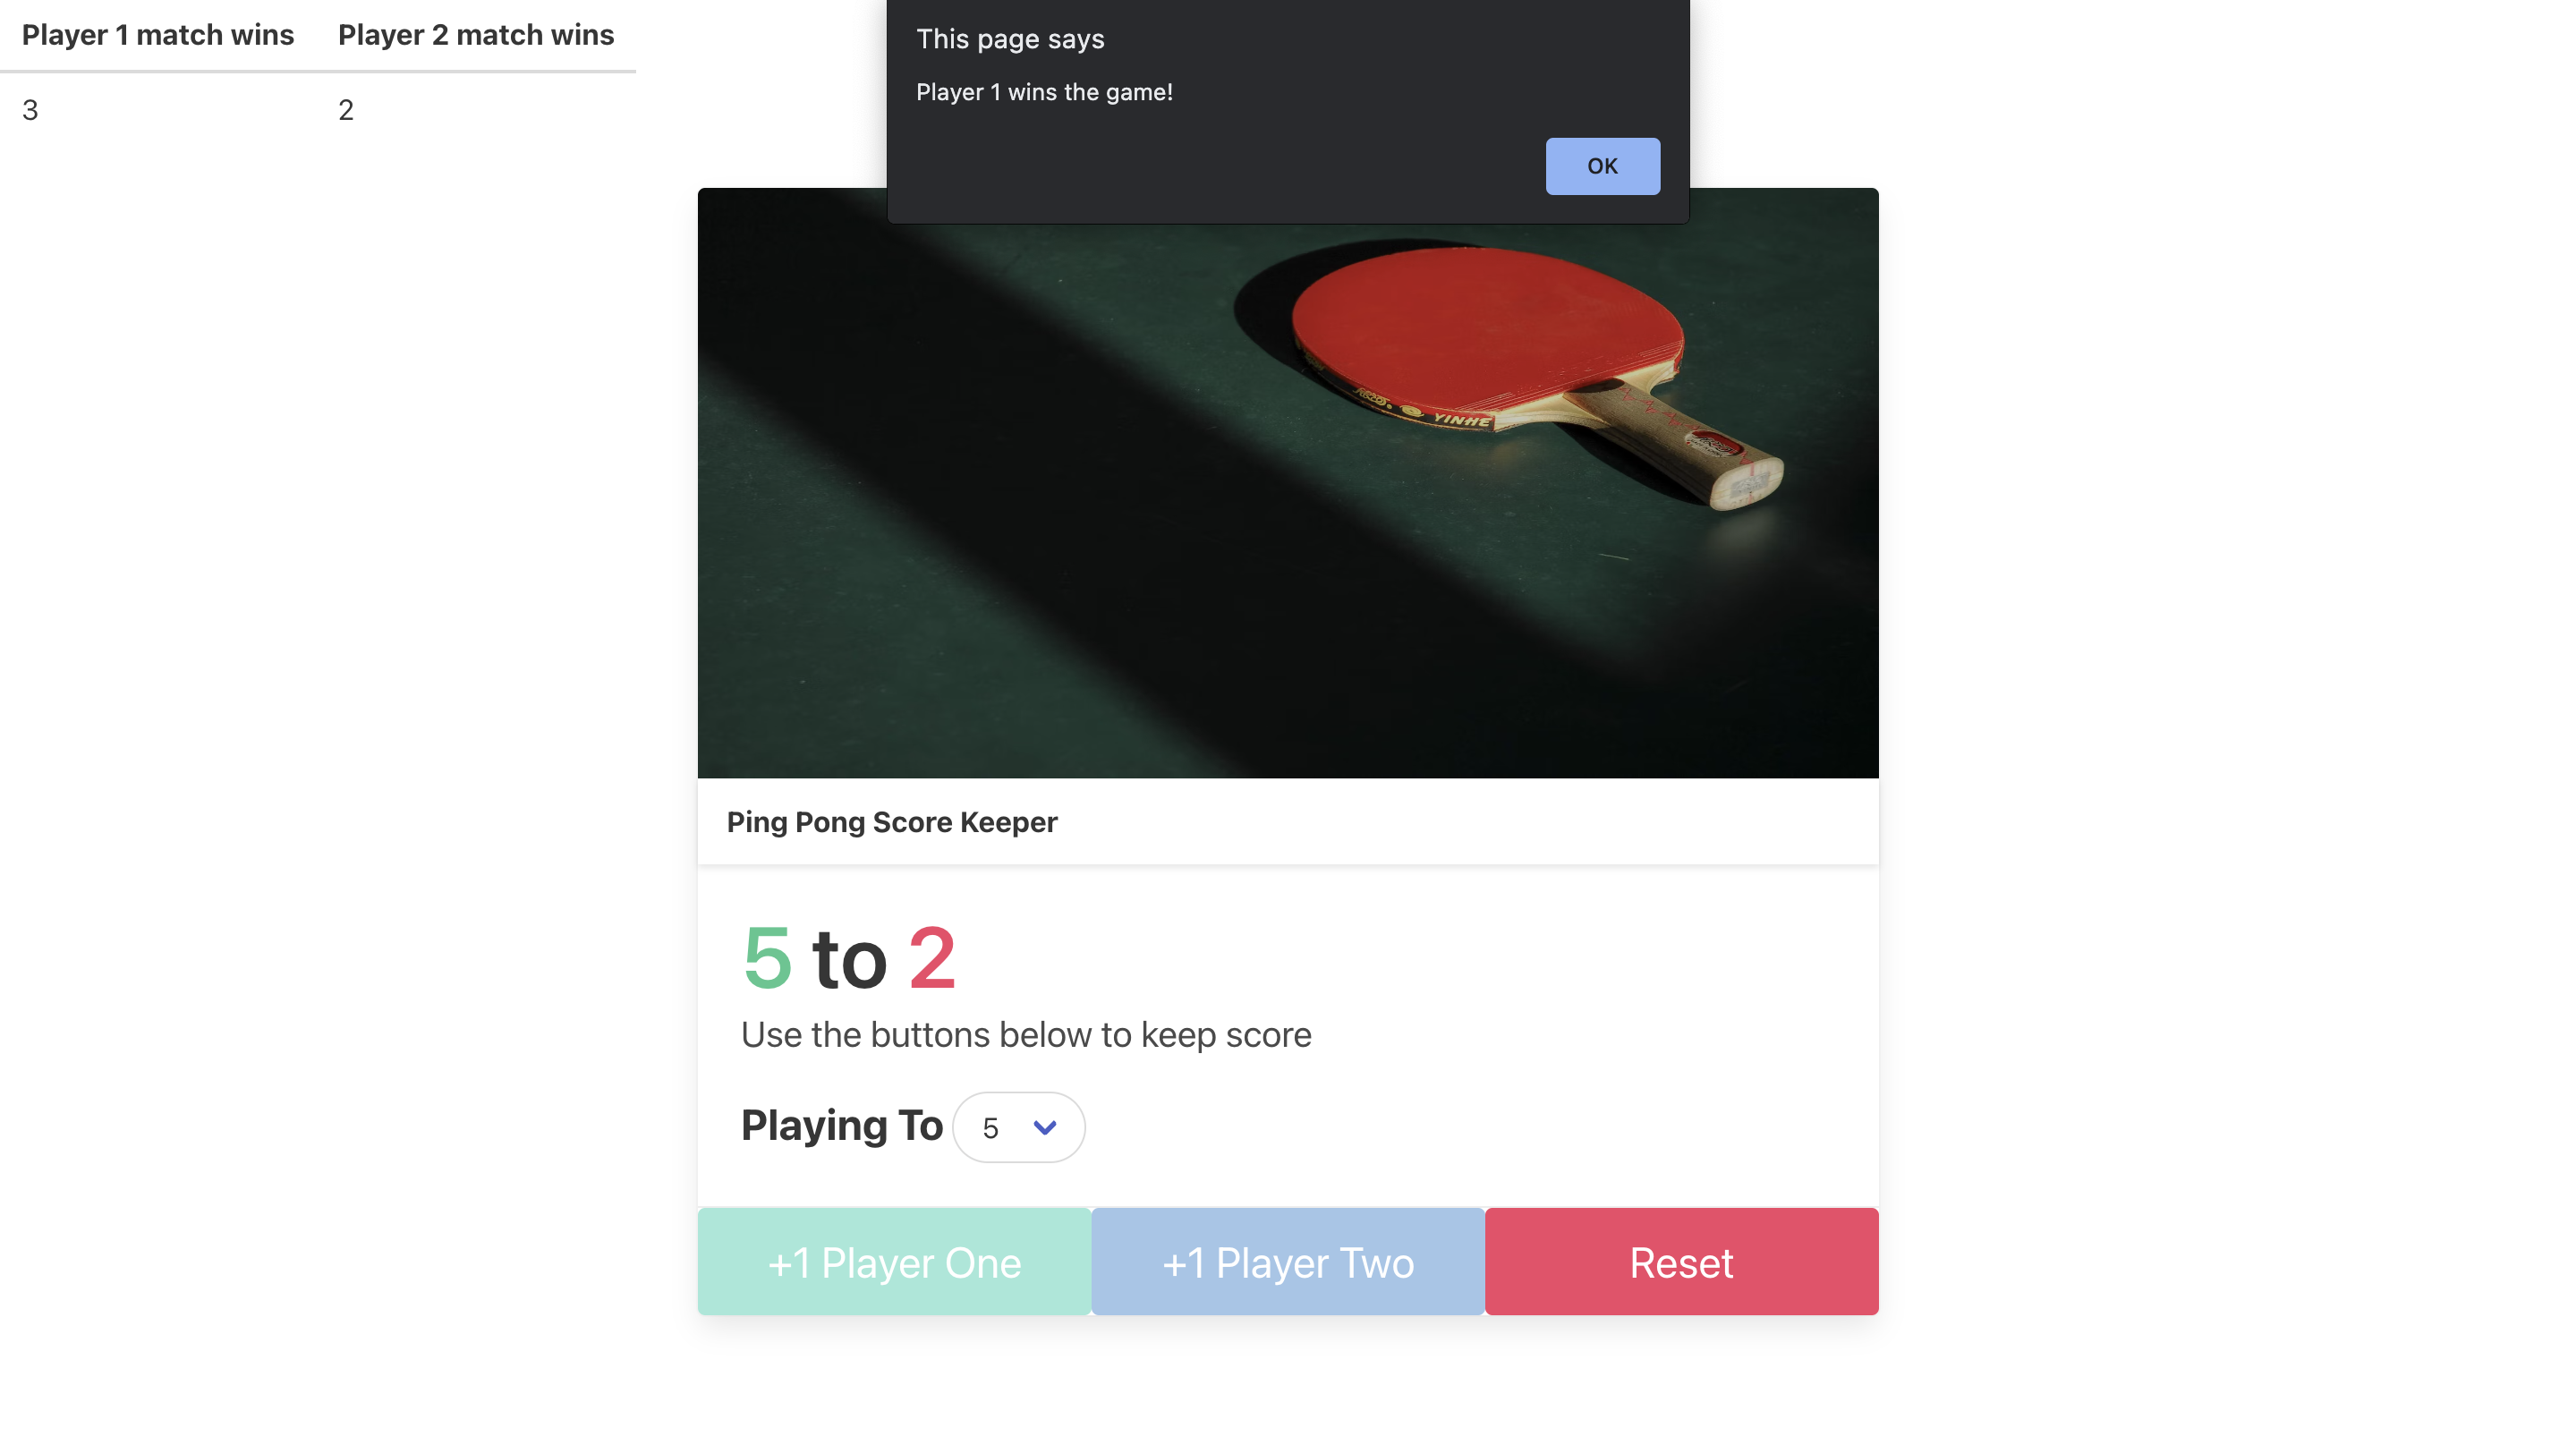 Player 1 match wins Player 2 match wins
3 2
This page says
Player 1 wins the game!
OK
YINHE
Ping Pong Score Keeper
5 to 2
Use the buttons below to keep score
Playing To 5
+1 Player One +1 Player Two Reset